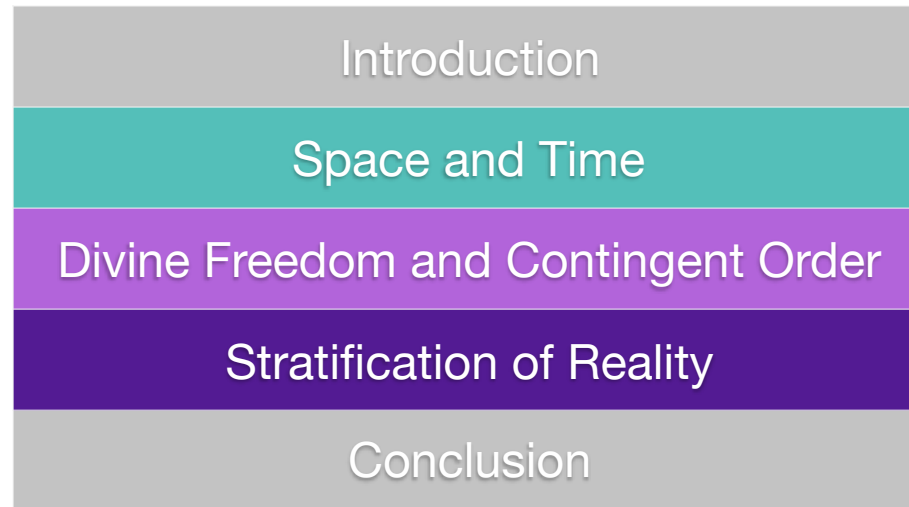 Introduction
Space and Time
Divine Freedom and Contingent Order
Stratification of Reality
Conclusion